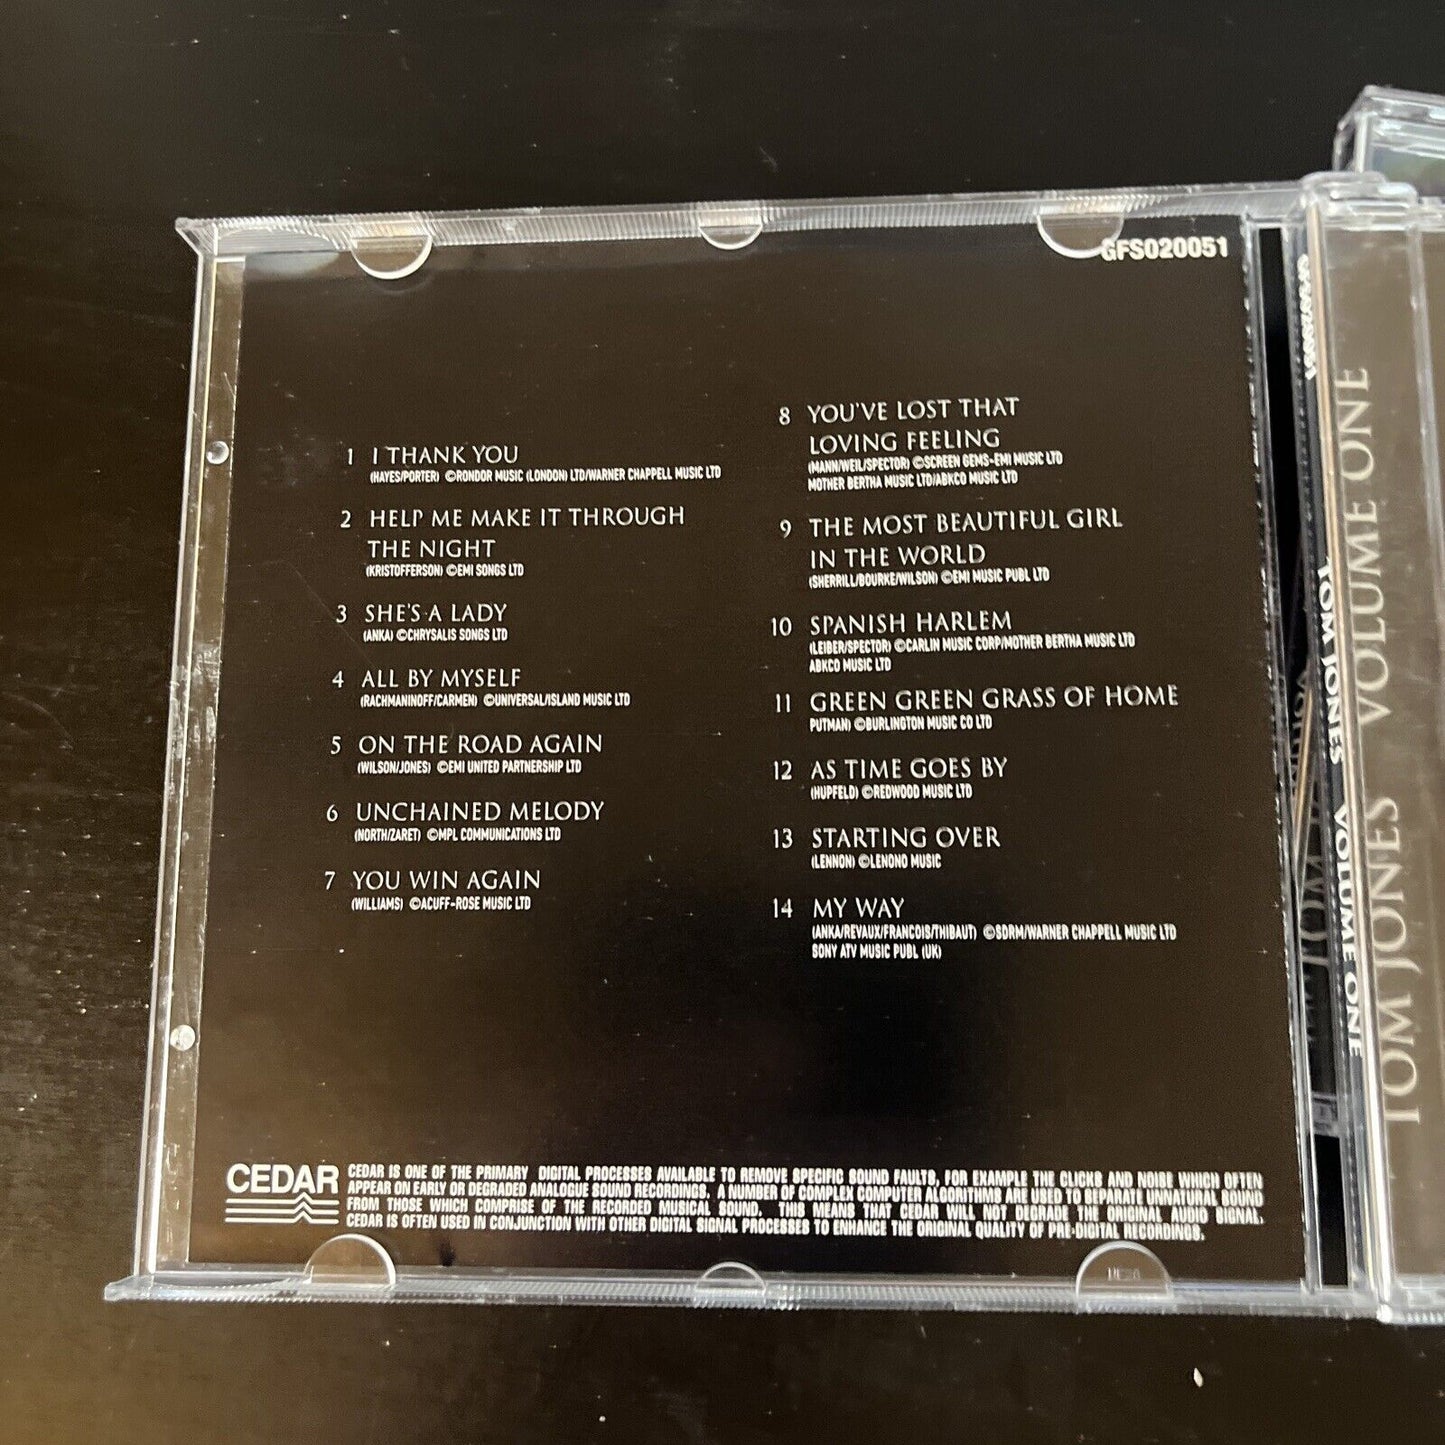 GFS020051
1 I THANK YOU
(HAYES/PORTER) ©RONDOR MUSIC (LONDON) LTD/WARNER CHAPPELL MUSIC LTD
2 HELP ME MAKE IT THROUGH
THE NIGHT
(KRISTOFFERSON) ©EMI SONGS LTD
3 SHE'S A LADY
(ANKA) ©CHRYSALIS SONGS LTD
4 ALL BY MYSELF
(RACHMANINOFF/CARMEN) ©UNIVERSAL/ISLAND MUSIC LTD
5 ON THE ROAD AGAIN
(WILSON/JONES) ©EMI UNITED PARTNERSHIP LTD
6 UNCHAINED MELODY
(NORTH/ZARET) ©MPL COMMUNICATIONS LTD
7 YOU WIN AGAIN
(WILLIAMS) ©ACUFF-ROSE MUSIC LTD
8 YOU'VE LOST THAT
LOVING FEELING
(MANN/WEIL/SPECTOR) ©SCREEN GEMS-EMI MUSIC LTD
MOTHER BERTHA MUSIC LTD/ABKCO MUSIC LTD
9 THE MOST BEAUTIFUL GIRL
IN THE WORLD
(SHERRILL/BOURKE/WILSON) ©EMI MUSIC PUBL LTD
10 SPANISH HARLEM
(LEIBER/SPECTOR) ©CARLIN MUSIC CORP/MOTHER BERTHA MUSIC LTD
ABKCO MUSIC LTD
11 GREEN GREEN GRASS OF HOME
PUTMAN) ©BURLINGTON MUSIC CO LTD
12 AS TIME GOES BY
(HUPFELD) ©REDWOOD MUSIC LTD
13 STARTING OVER
(LENNON) ©LENONO MUSIC
14 MY WAY
(ANKA/REVAUX/FRANCOIS/THIBAUT) ©SDRM/WARNER CHAPPELL MUSIC LTD
SONY ATV MUSIC PUBL (UK)
CEDAR
CEDAR IS ONE OF THE PRIMARY DIGITAL PROCESSES AVAILABLE TO REMOVE SPECIFIC SOUND FAULTS, FOR EXAMPLE THE CLICKS AND NOISE WHICH OFTEN
APPEAR ON EARLY OR DEGRADED ANALOGUE SOUND RECORDINGS. A NUMBER OF COMPLEX COMPUTER ALGORITHMS ARE USED TO SEPARATE UNNATURAL SOUND
FROM THOSE WHICH COMPRISE OF THE RECORDED MUSICAL SOUND. THIS MEANS THAT CEDAR WILL NOT DEGRADE THE ORIGINAL AUDIO SIGNAL.
CEDAR IS OFTEN USED IN CONJUNCTION WITH OTHER DIGITAL SIGNAL PROCESSES TO ENHANCE THE ORIGINAL QUALITY OF PRE-DIGITAL RECORDINGS.
TOM JONES VOLUME ONE
TOM JONES VOLUME ONE